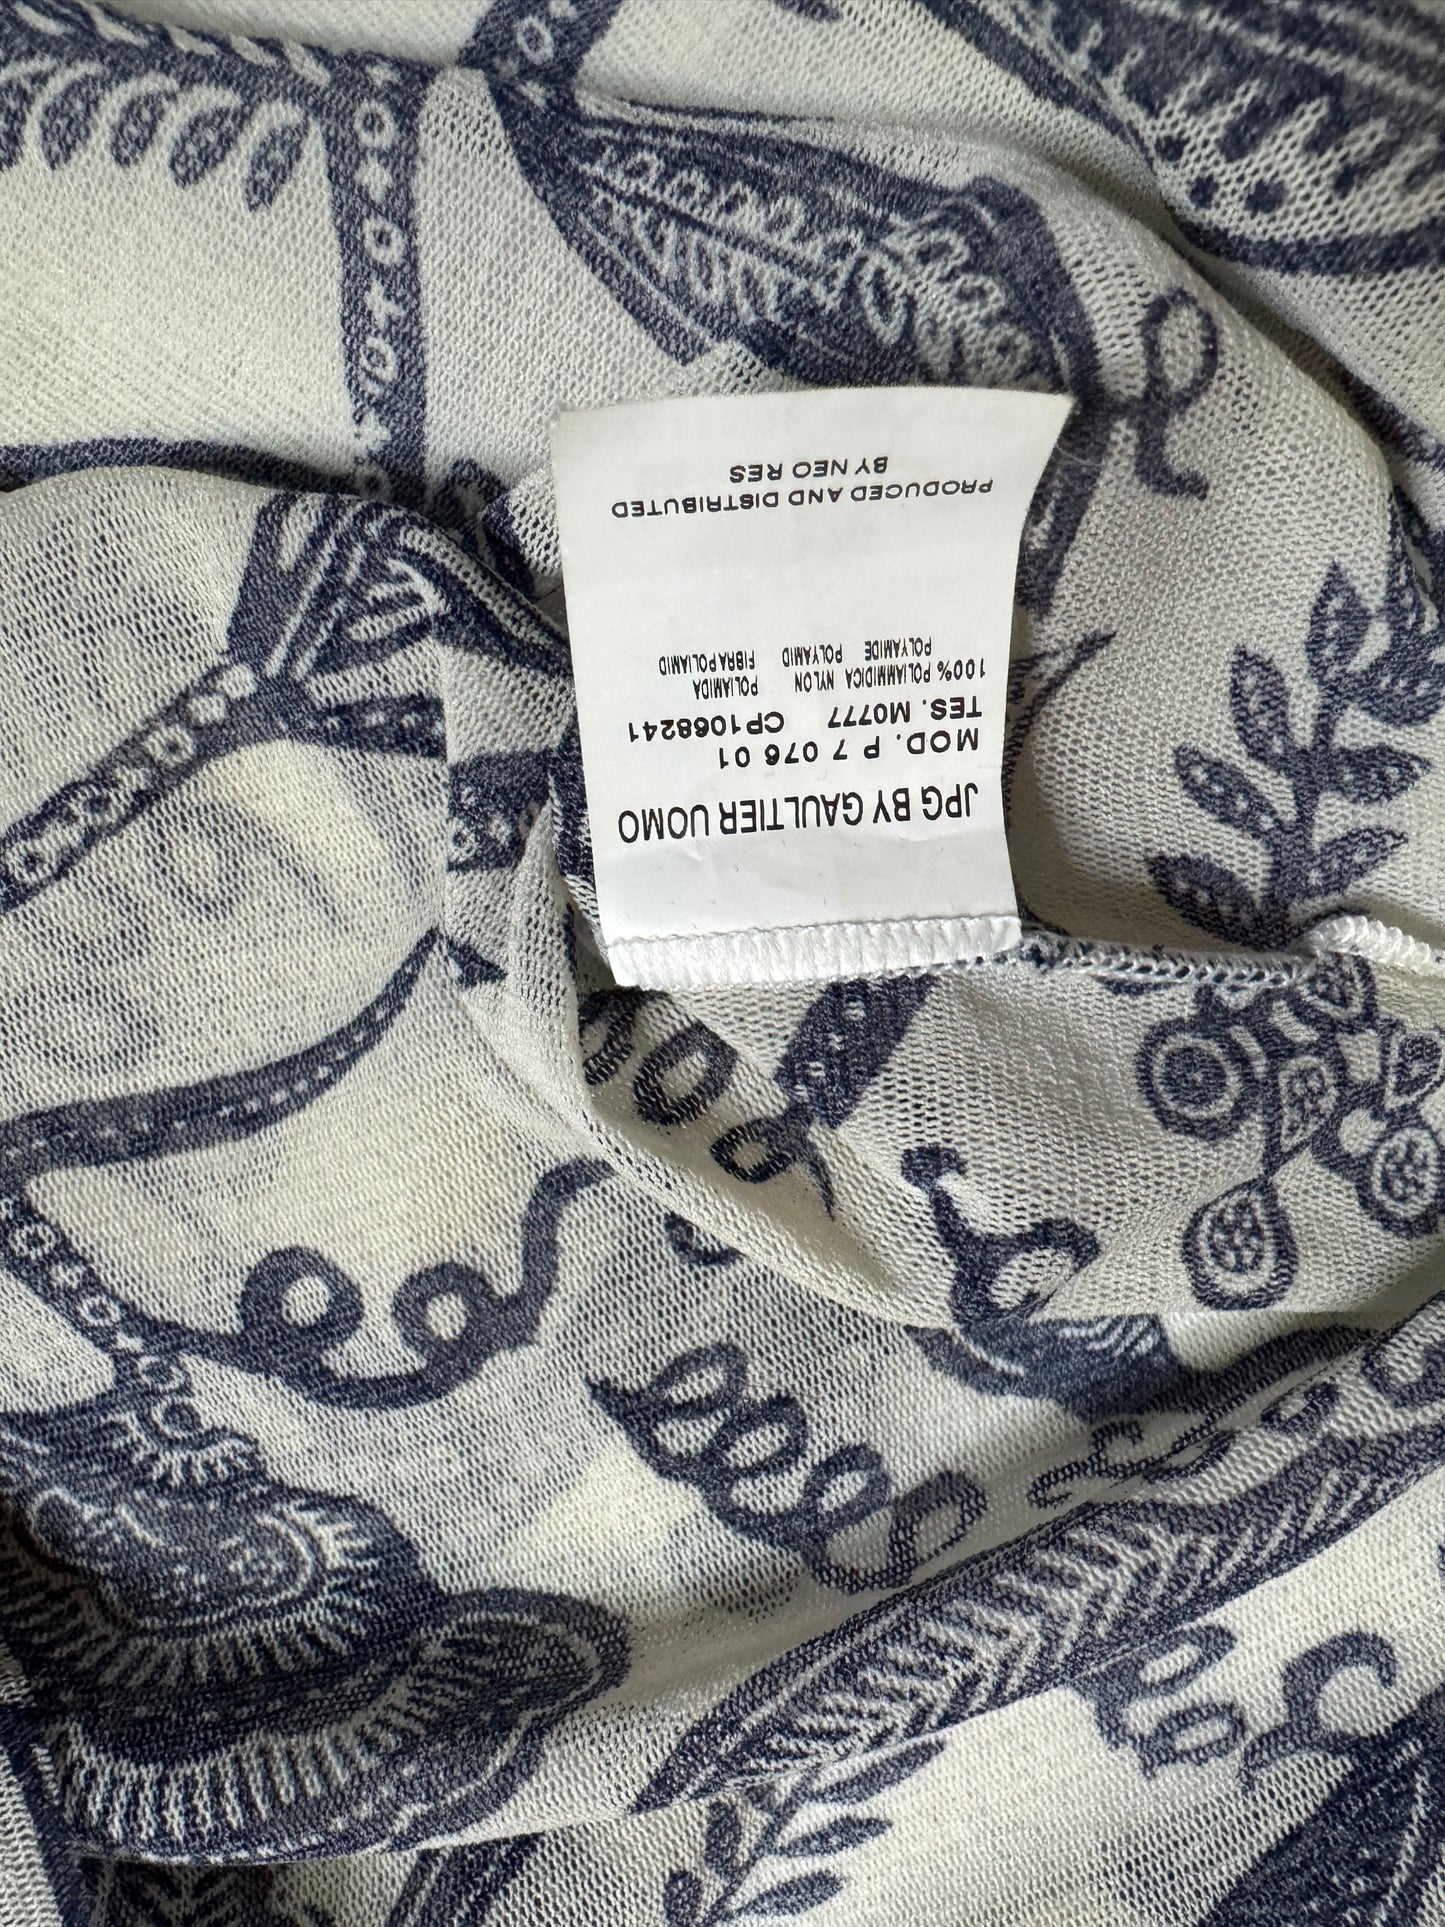 JPG BY GAULTIER UOMO
MOD. P 7 076 01
TES. M0777 CP1068241
100% POLIAMMIDICA NYLON POLIAMIDA
POLYAMIDE POLYAMID FIBRA POLIAMID
PRODUCED AND DISTRIBUTED
BY NEO RES